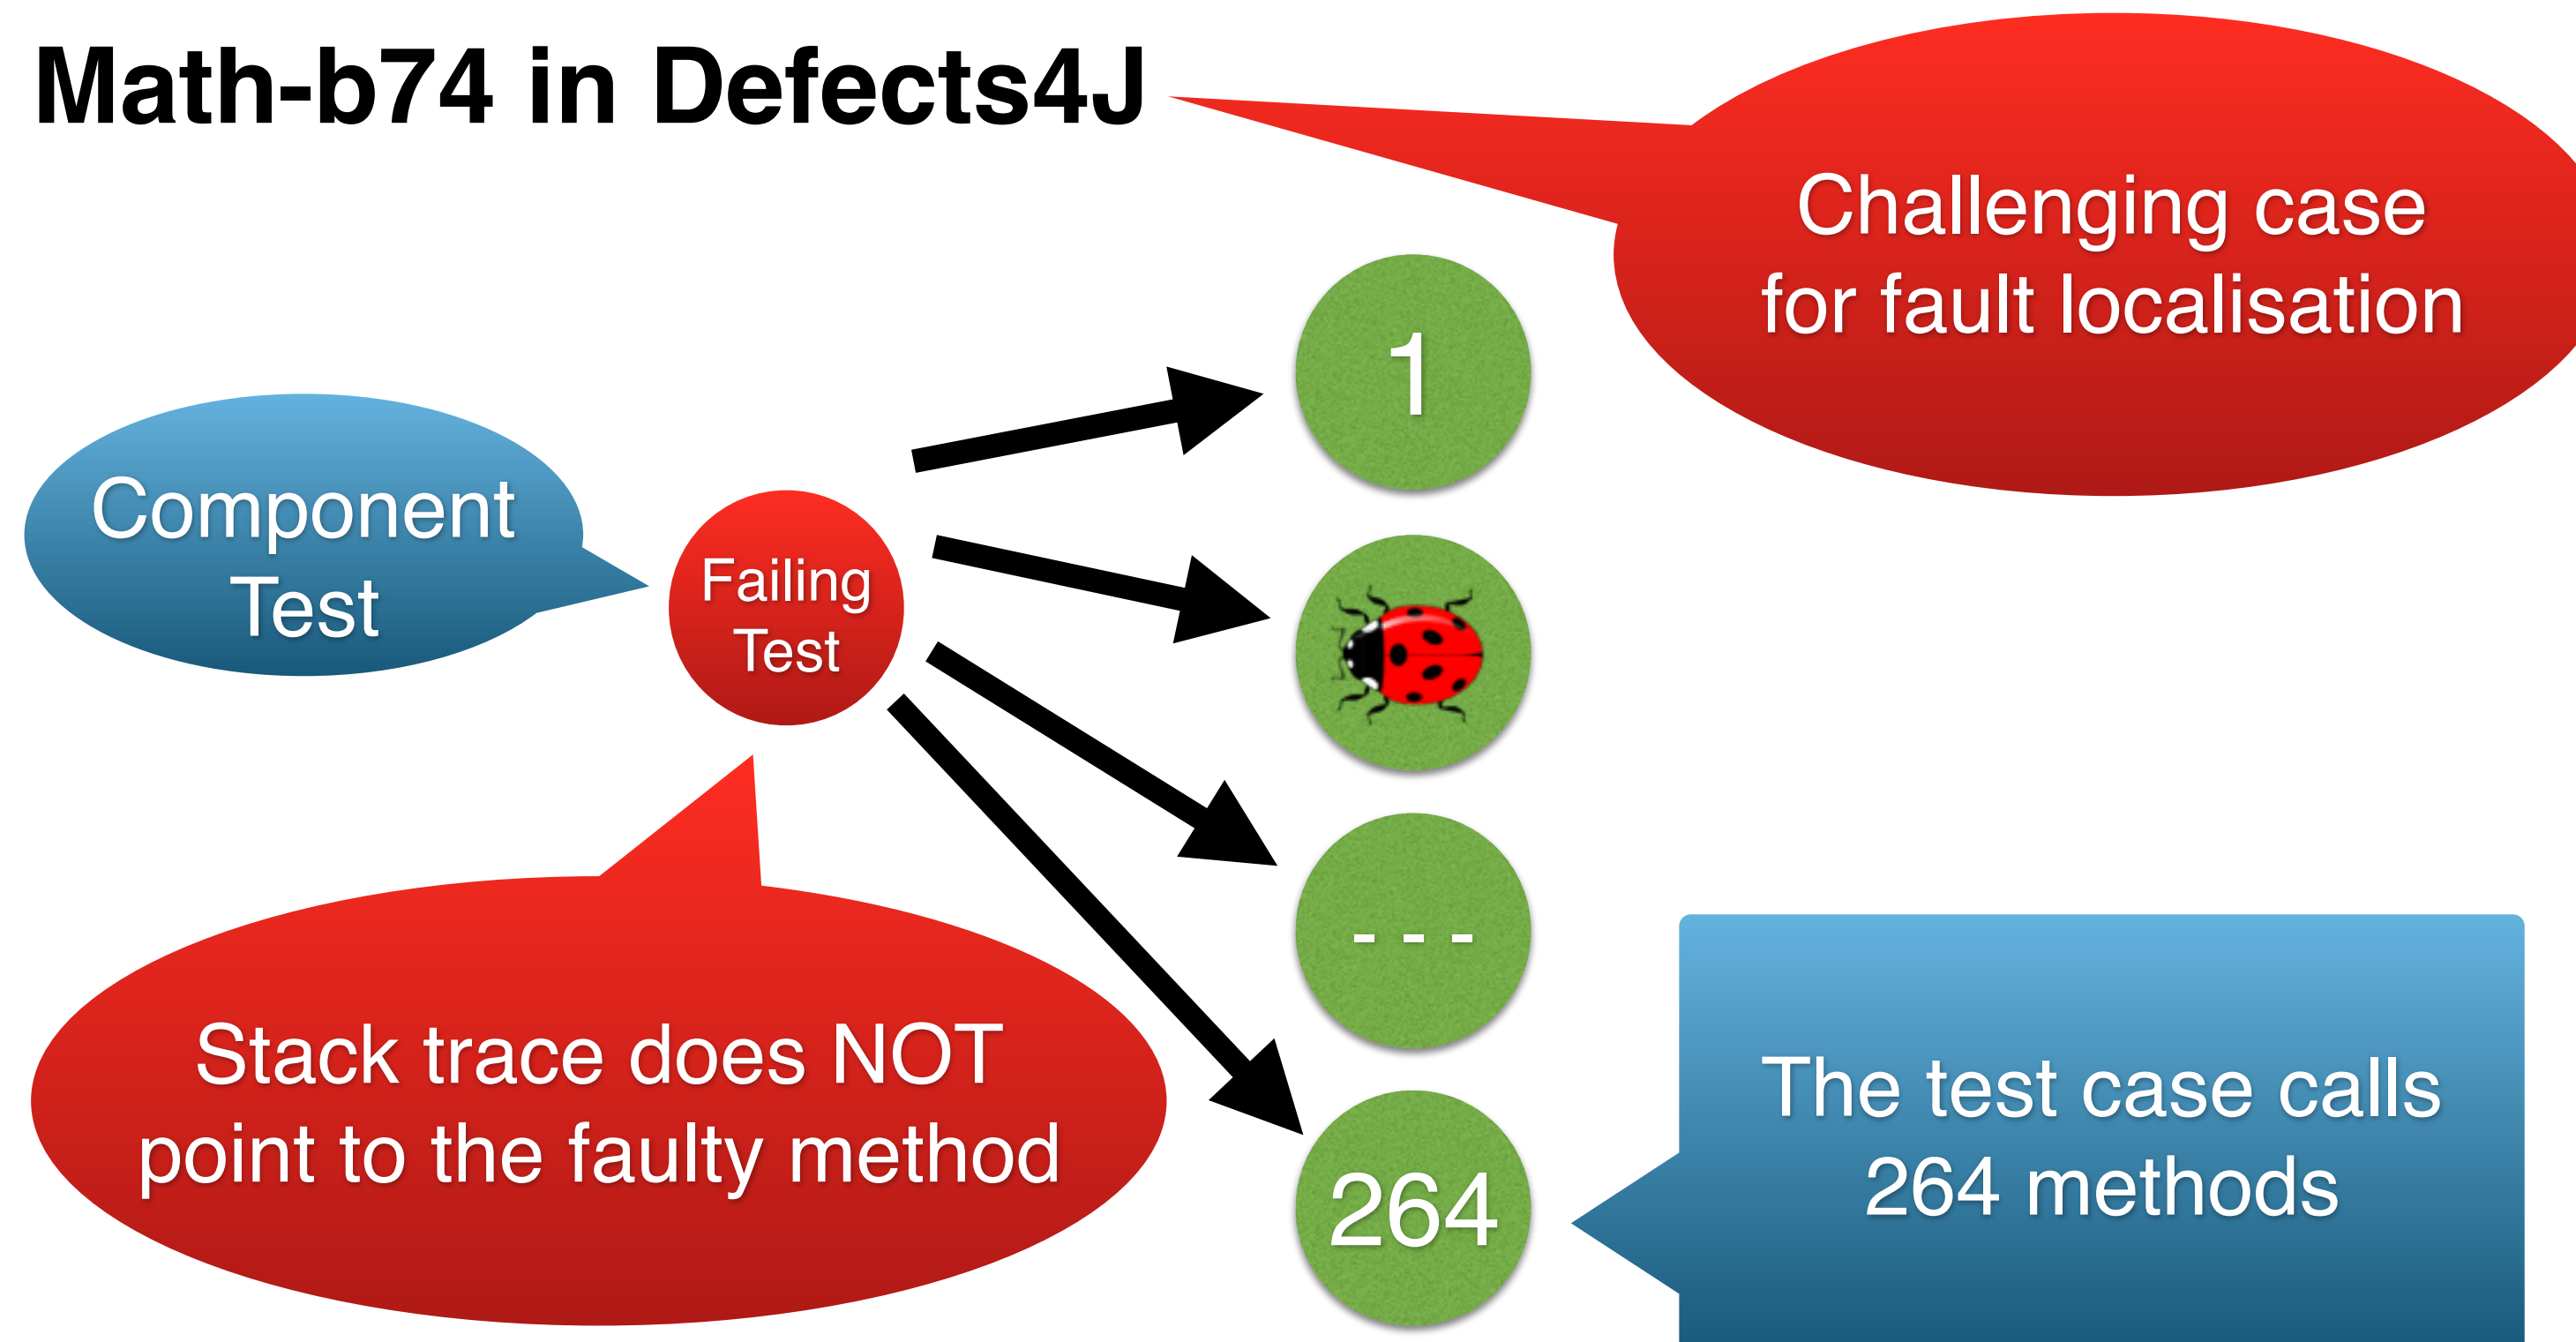 Math-b74 in Defects4J
Challenging case
for fault localisation
1
Component
Test
Failing
Test
- - -
Stack trace does NOT
point to the faulty method
264
The test case calls
264 methods